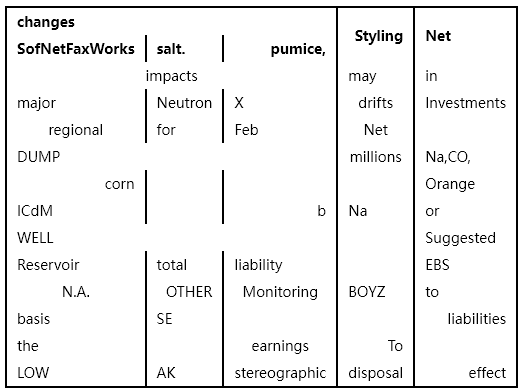 changes
SofNetFaxWorks salt. pumice, Styling Net
impacts may in
major Neutron X drifts Investments
regional for Feb Net
DUMP millions Na,CO,
corn Orange
ICdM b Na or
WELL Suggested
Reservoir total liability EBS
N.A. OTHER Monitoring BOYZ to
basis SE liabilities
the earnings To
LOW AK stereographic disposal effect